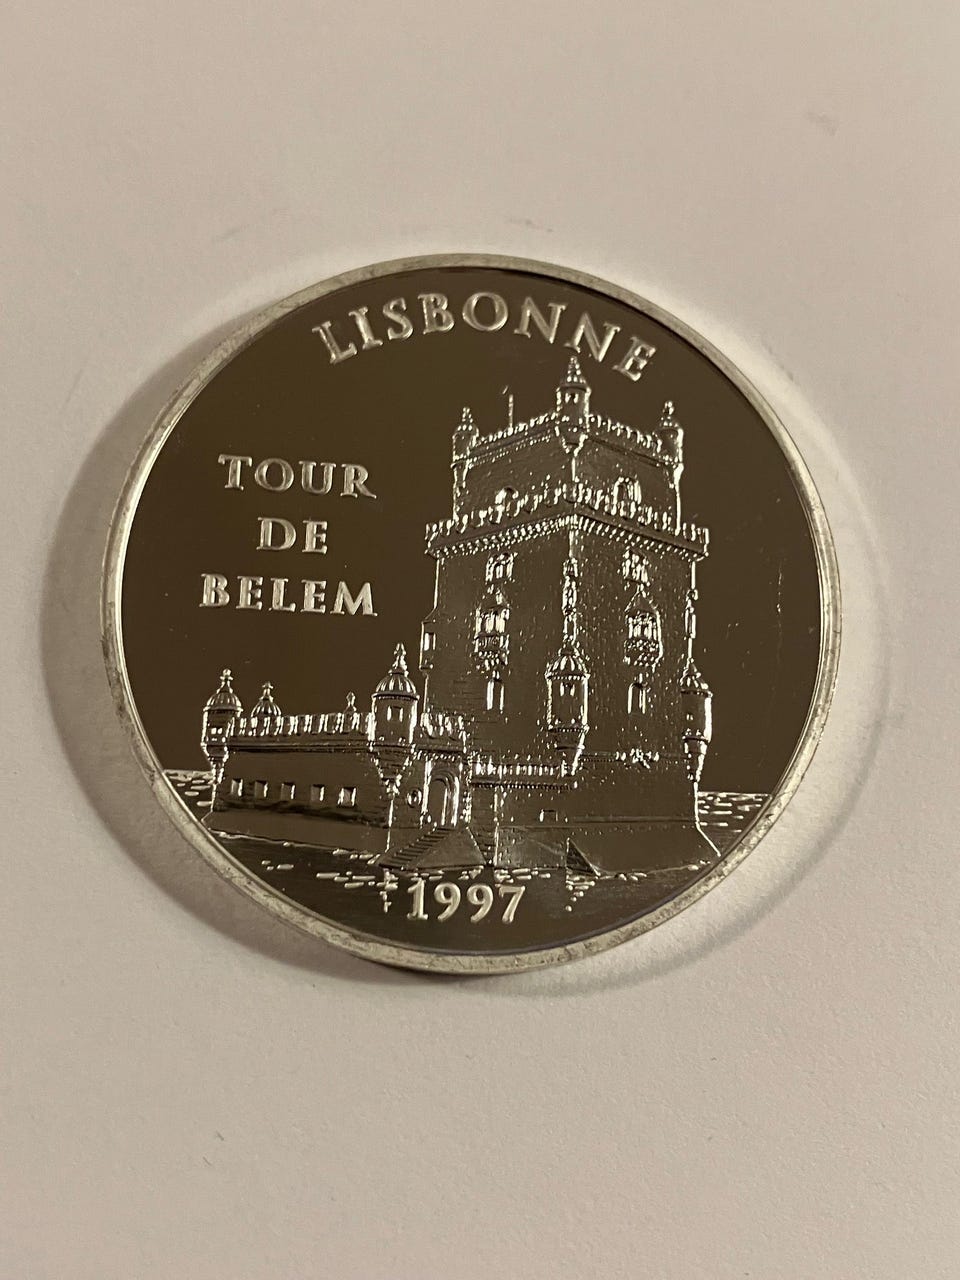 LISBONNE
TOUR
DE
BELEM
1997